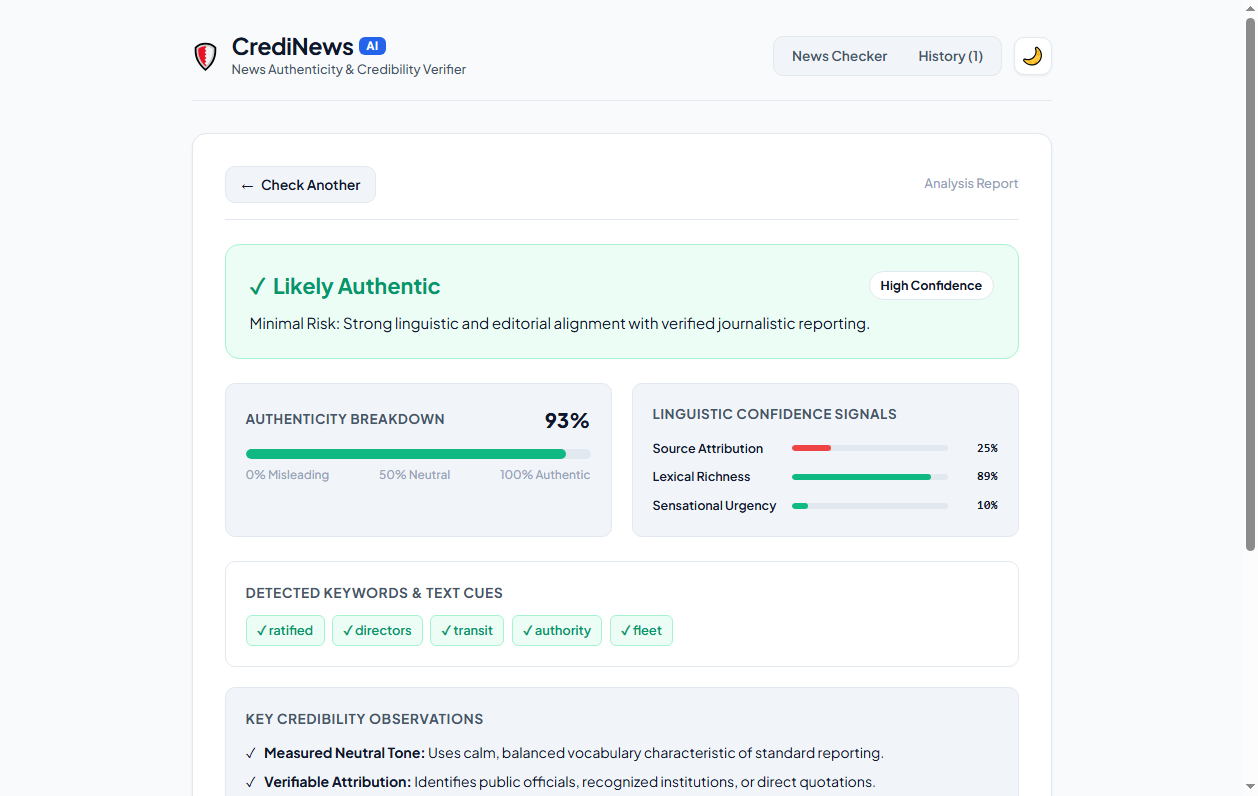 CrediNews AI
News Authenticity & Credibility Verifier
News Checker
History (1)
← Check Another
Analysis Report
✓ Likely Authentic
High Confidence
Minimal Risk: Strong linguistic and editorial alignment with verified journalistic reporting.
AUTHENTICITY BREAKDOWN 93%
0% Misleading 50% Neutral 100% Authentic
LINGUISTIC CONFIDENCE SIGNALS
Source Attribution 25%
Lexical Richness 89%
Sensational Urgency 10%
DETECTED KEYWORDS & TEXT CUES
✓ ratified ✓ directors ✓ transit ✓ authority ✓ fleet
KEY CREDIBILITY OBSERVATIONS
✓ Measured Neutral Tone: Uses calm, balanced vocabulary characteristic of standard reporting.
✓ Verifiable Attribution: Identifies public officials, recognized institutions, or direct quotations.